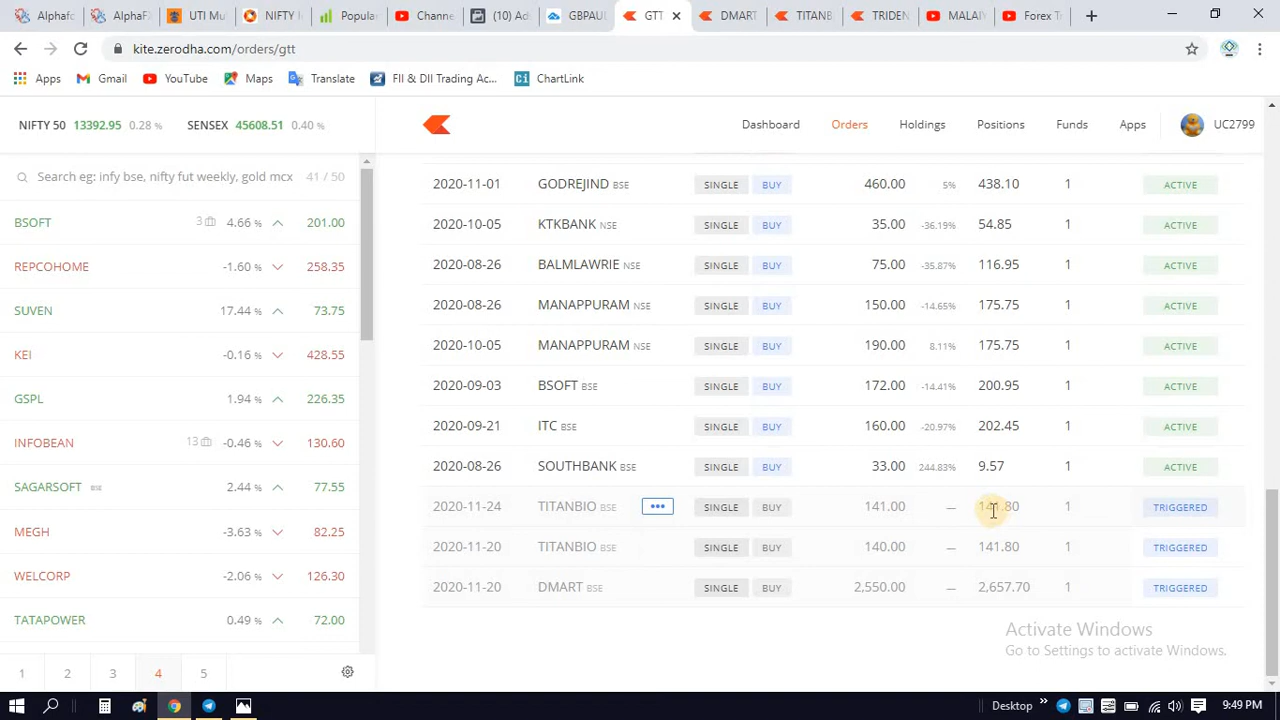 Alphaf
AlphaFi
UTI Mu
NIFTY I
Popular
Channe
(10) Ad
GBPAU
GTT
DMART
TITANB
TRIDEN
MALAY
Forex Tr
kite.zerodha.com/orders/gtt
Apps Gmail YouTube Maps Translate FII & DII Trading Ac... ChartLink
NIFTY 50 13392.95 0.28 % SENSEX 45608.51 0.40 %
Dashboard Orders Holdings Positions Funds Apps UC2799
Search eg: infy bse, nifty fut weekly, gold mcx 41 / 50
BSOFT 3 4.66 % 201.00
REPCOHOME -1.60 % 258.35
SUVEN 17.44 % 73.75
KEI -0.16 % 428.55
GSPL 1.94 % 226.35
INFOBEAN 13 -0.46 % 130.60
SAGARSOFT BSE 2.44 % 77.55
MEGH -3.63 % 82.25
WELCORP -2.06 % 126.30
TATAPOWER 0.49 % 72.00
1 2 3 4 5
2020-11-01 GODREJIND BSE SINGLE BUY 460.00 5% 438.10 1 ACTIVE
2020-10-05 KTKBANK NSE SINGLE BUY 35.00 -36.19% 54.85 1 ACTIVE
2020-08-26 BALMLAWRIE NSE SINGLE BUY 75.00 -35.87% 116.95 1 ACTIVE
2020-08-26 MANAPPURAM NSE SINGLE BUY 150.00 -14.65% 175.75 1 ACTIVE
2020-10-05 MANAPPURAM NSE SINGLE BUY 190.00 8.11% 175.75 1 ACTIVE
2020-09-03 BSOFT BSE SINGLE BUY 172.00 -14.41% 200.95 1 ACTIVE
2020-09-21 ITC BSE SINGLE BUY 160.00 -20.97% 202.45 1 ACTIVE
2020-08-26 SOUTHBANK BSE SINGLE BUY 33.00 244.83% 9.57 1 ACTIVE
2020-11-24 TITANBIO BSE ••• SINGLE BUY 141.00 — 141.80 1 TRIGGERED
2020-11-20 TITANBIO BSE SINGLE BUY 140.00 — 141.80 1 TRIGGERED
2020-11-20 DMART BSE SINGLE BUY 2,550.00 — 2,657.70 1 TRIGGERED
Activate Windows
Go to Settings to activate Windows.
Desktop 9:49 PM